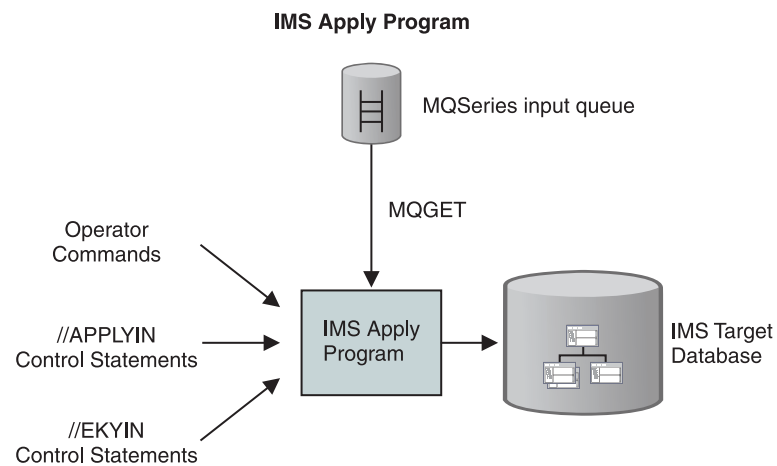 IMS Apply Program
MQSeries input queue
MQGET
Operator
Commands
//APPLYIN
Control Statements
//EKYIN
Control Statements
IMS Apply
Program
IMS Target
Database